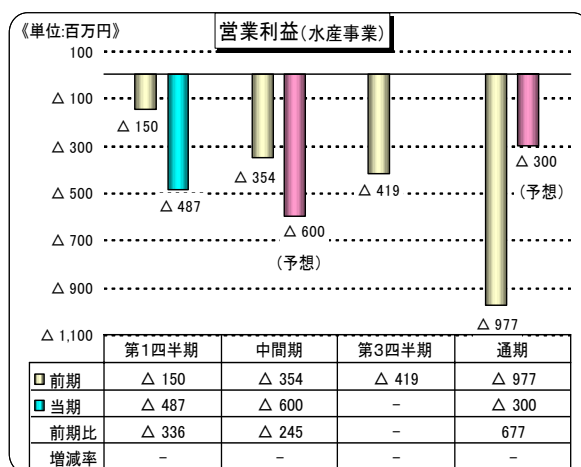 《単位:百万円》
営業利益(水産事業)
100
△ 100
△ 300
△ 500
△ 700
△ 900
△ 1,100
△ 150
△ 487
△ 354
△ 600
(予想)
△ 419
△ 977
△ 300
(予想)
第1四半期 中間期 第3四半期 通期
前期 △ 150 △ 354 △ 419 △ 977
当期 △ 487 △ 600 - △ 300
前期比 △ 336 △ 245 - 677
増減率 - - - -